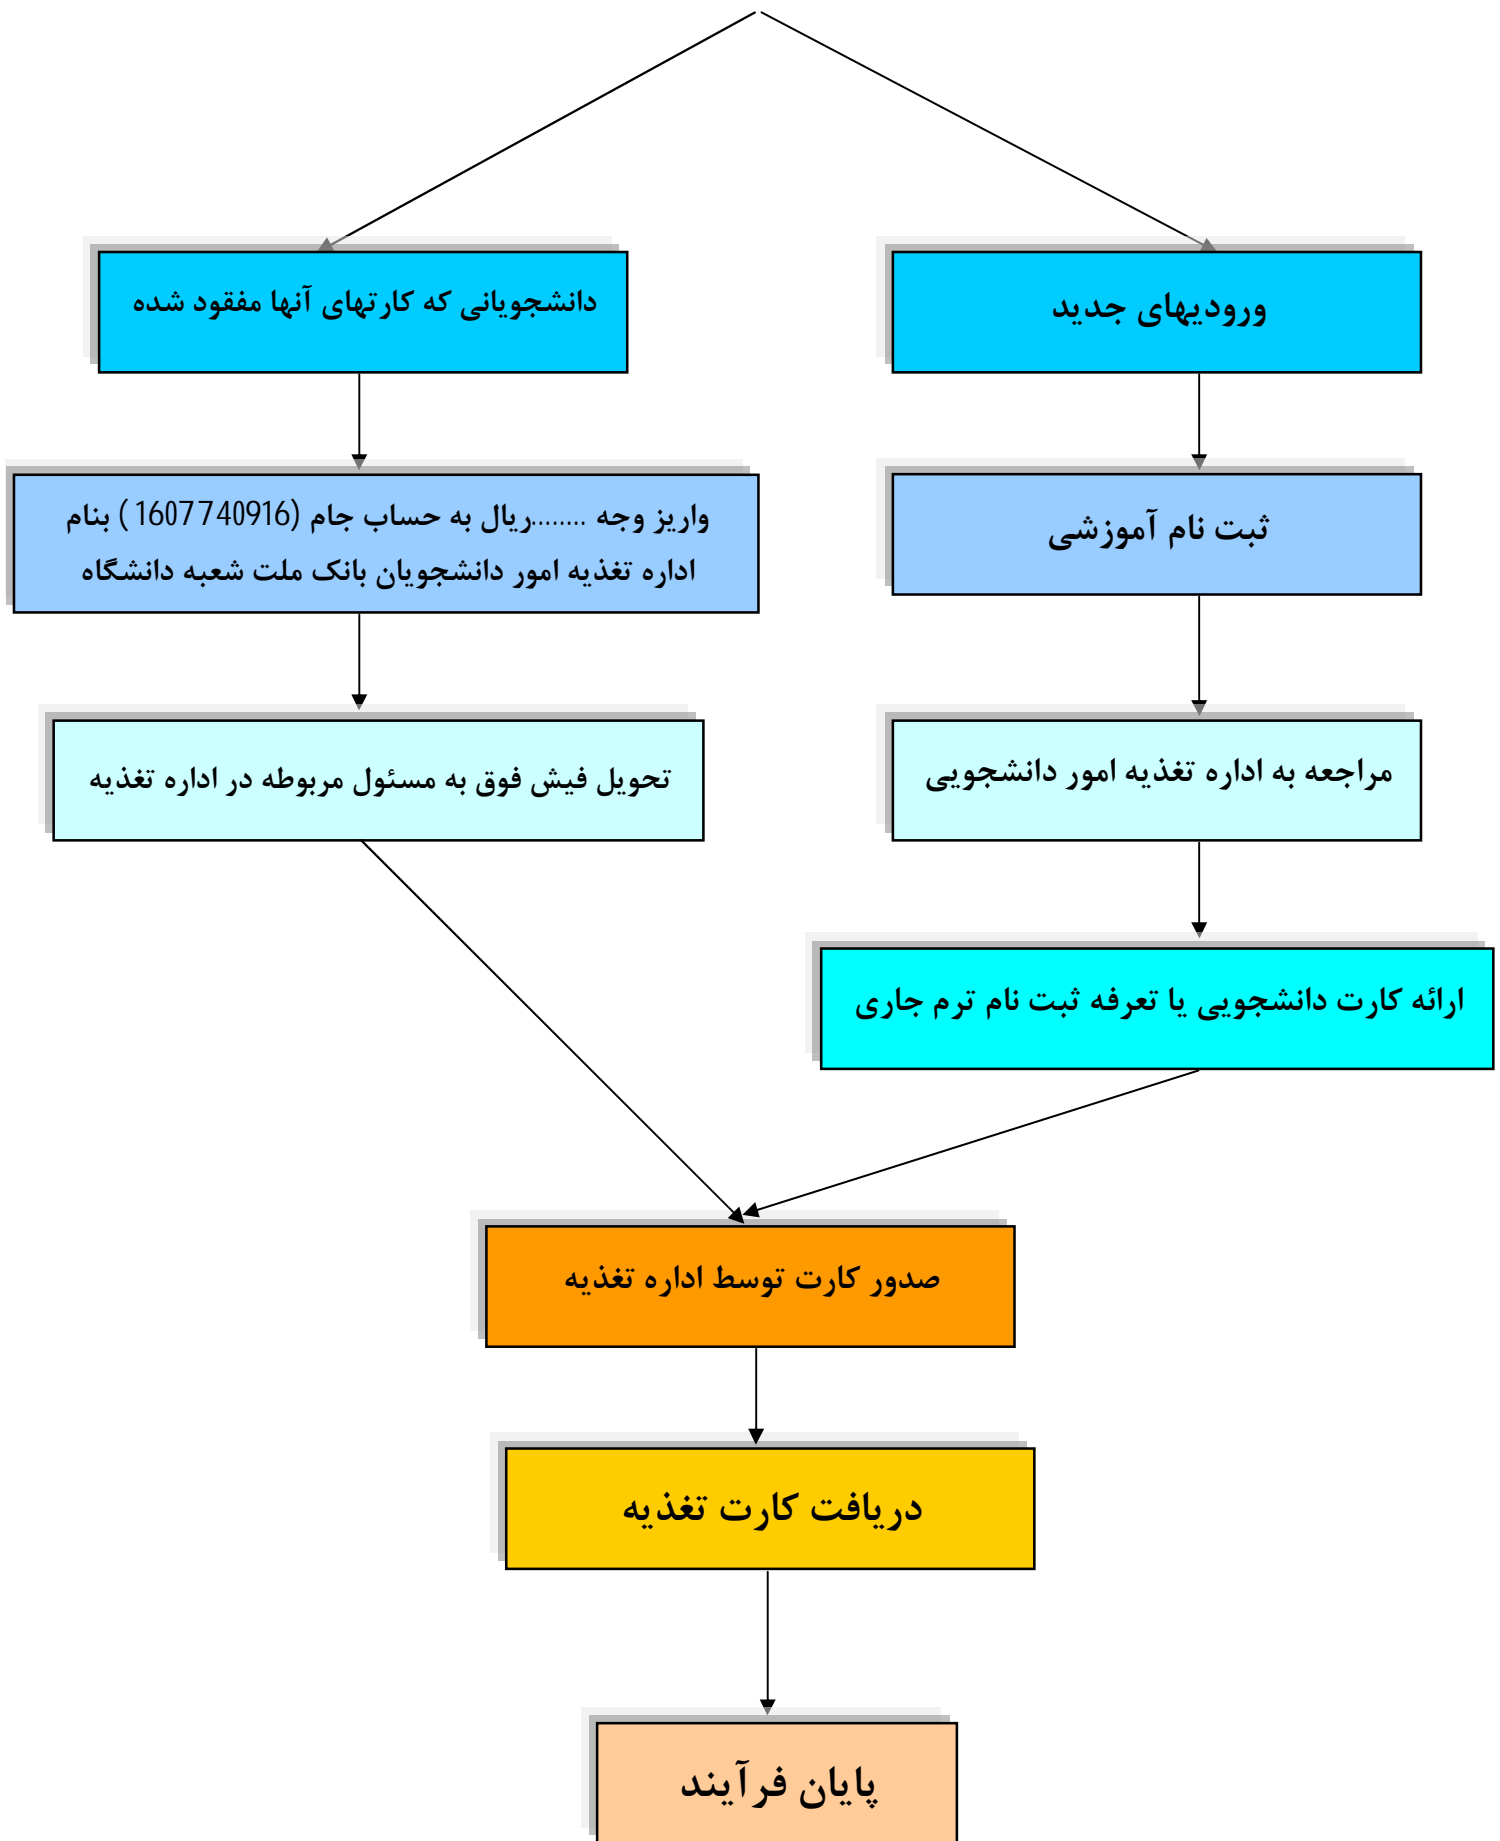 ورودیهای جدید
دانشجویانی که کارتهای آنها مفقود شده
ثبت نام آموزشی
واریز وجه ........ریال به حساب جام (1607740916) بنام
اداره تغذیه امور دانشجویان بانک ملت شعبه دانشگاه
مراجعه به اداره تغذیه امور دانشجویی
تحویل فیش فوق به مسئول مربوطه در اداره تغذیه
ارائه کارت دانشجویی یا تعرفه ثبت نام ترم جاری
صدور کارت توسط اداره تغذیه
دریافت کارت تغذیه
پایان فرآیند